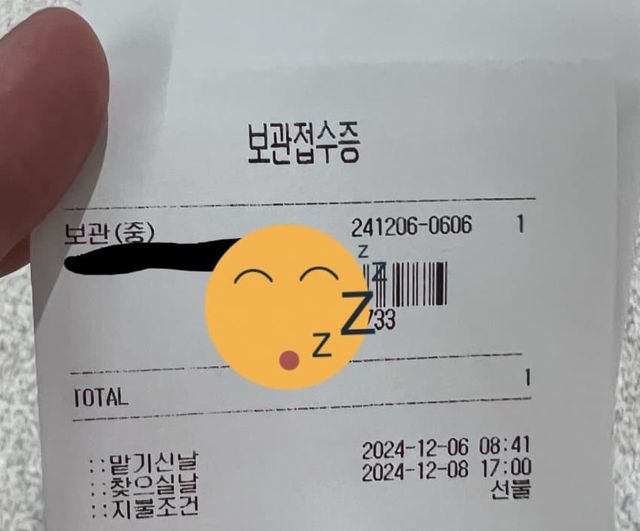 보관접수증
보관(중) 241206-0606 1
733
TOTAL 1
::맡기신날 2024-12-06 08:41
::찾으실날 2024-12-08 17:00
::지불조건 선불